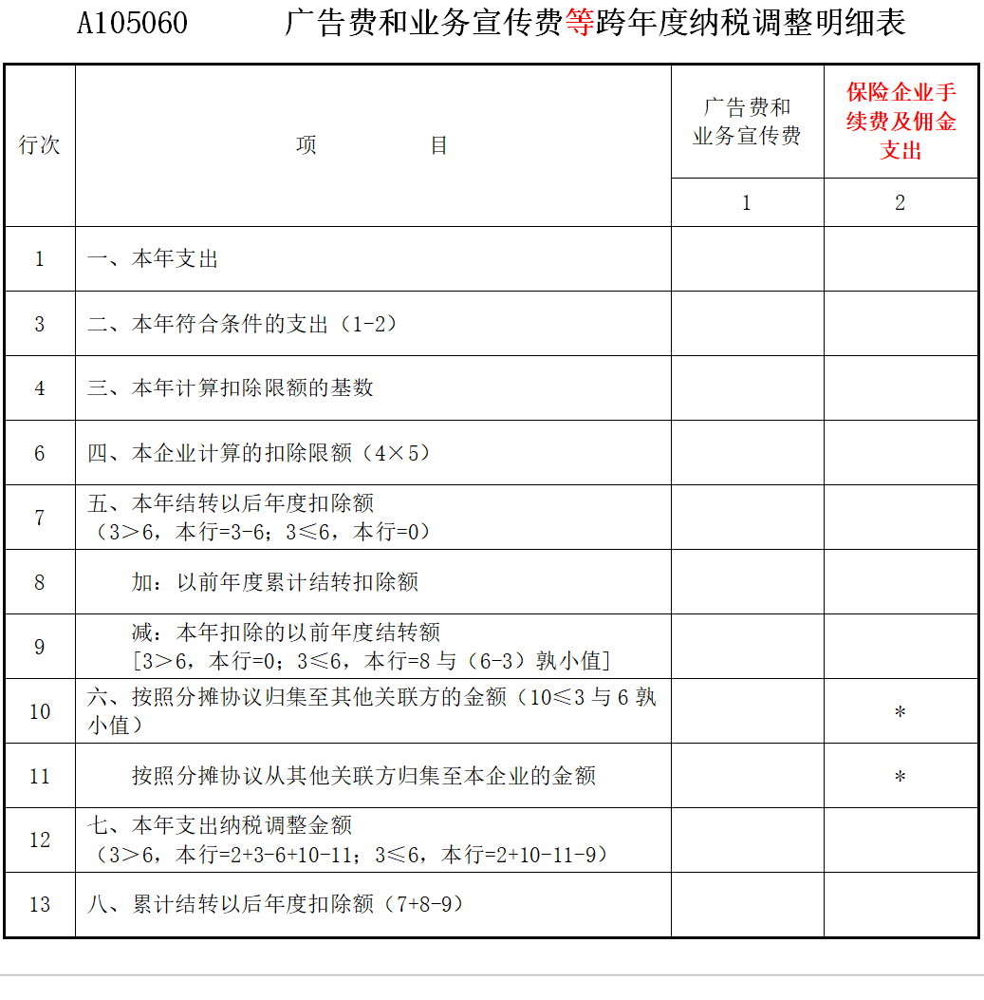 A105060 广告费和业务宣传费等跨年度纳税调整明细表
行次
项 目
广告费和
业务宣传费
保险企业手
续费及佣金
支出
1
2
1
一、本年支出
3
二、本年符合条件的支出（1-2）
4
三、本年计算扣除限额的基数
6
四、本企业计算的扣除限额（4×5）
7
五、本年结转以后年度扣除额
（3＞6，本行=3-6；3≤6，本行=0）
8
加：以前年度累计结转扣除额
9
减：本年扣除的以前年度结转额
[3＞6，本行=0；3≤6，本行=8与（6-3）孰小值]
10
六、按照分摊协议归集至其他关联方的金额（10≤3与6孰
小值）
*
11
按照分摊协议从其他关联方归集至本企业的金额
*
12
七、本年支出纳税调整金额
（3＞6，本行=2+3-6+10-11；3≤6，本行=2+10-11-9）
13
八、累计结转以后年度扣除额（7+8-9）